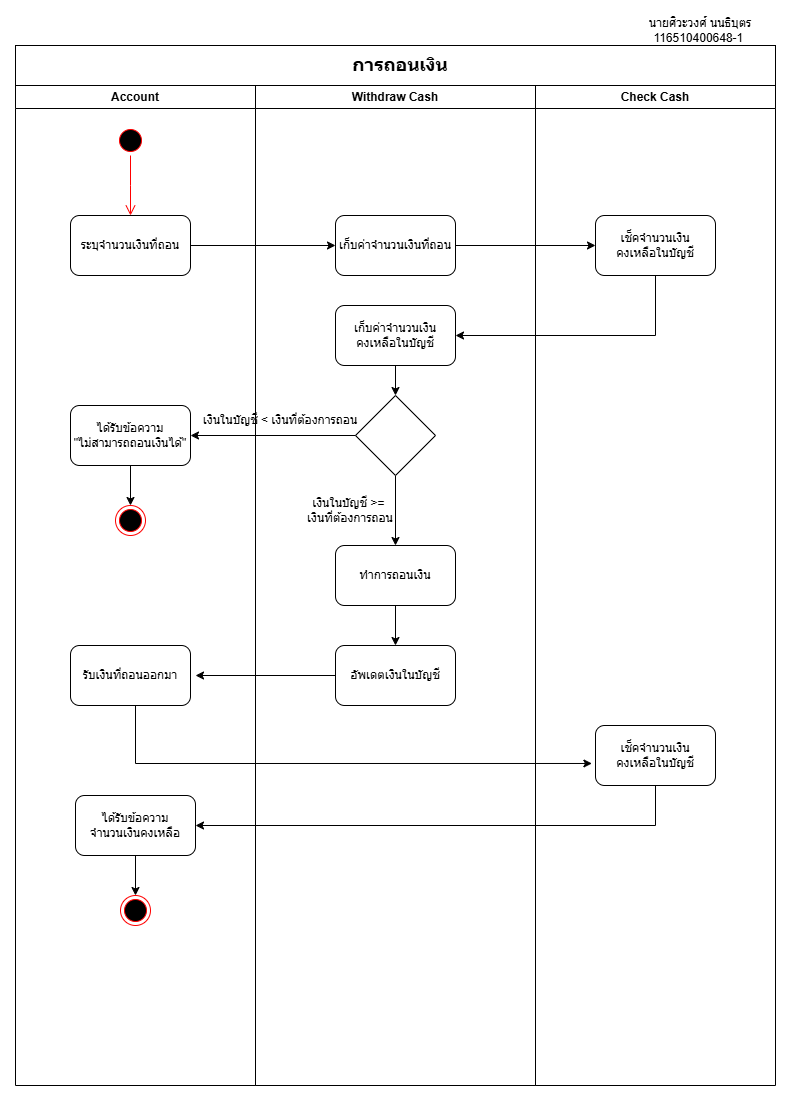 นายศิวะวงศ์ นนธิบุตร
116510400648-1
การถอนเงิน
Account
Withdraw Cash
Check Cash
ระบุจำนวนเงินที่ถอน
เก็บค่าจำนวนเงินที่ถอน
เช็คจำนวนเงิน
คงเหลือในบัญชี
เก็บค่าจำนวนเงิน
คงเหลือในบัญชี
เงินในบัญชี < เงินที่ต้องการถอน
ได้รับข้อความ
"ไม่สามารถถอนเงินได้"
เงินในบัญชี >=
เงินที่ต้องการถอน
ทำการถอนเงิน
รับเงินที่ถอนออกมา
อัพเดตเงินในบัญชี
เช็คจำนวนเงิน
คงเหลือในบัญชี
ได้รับข้อความ
จำนวนเงินคงเหลือ